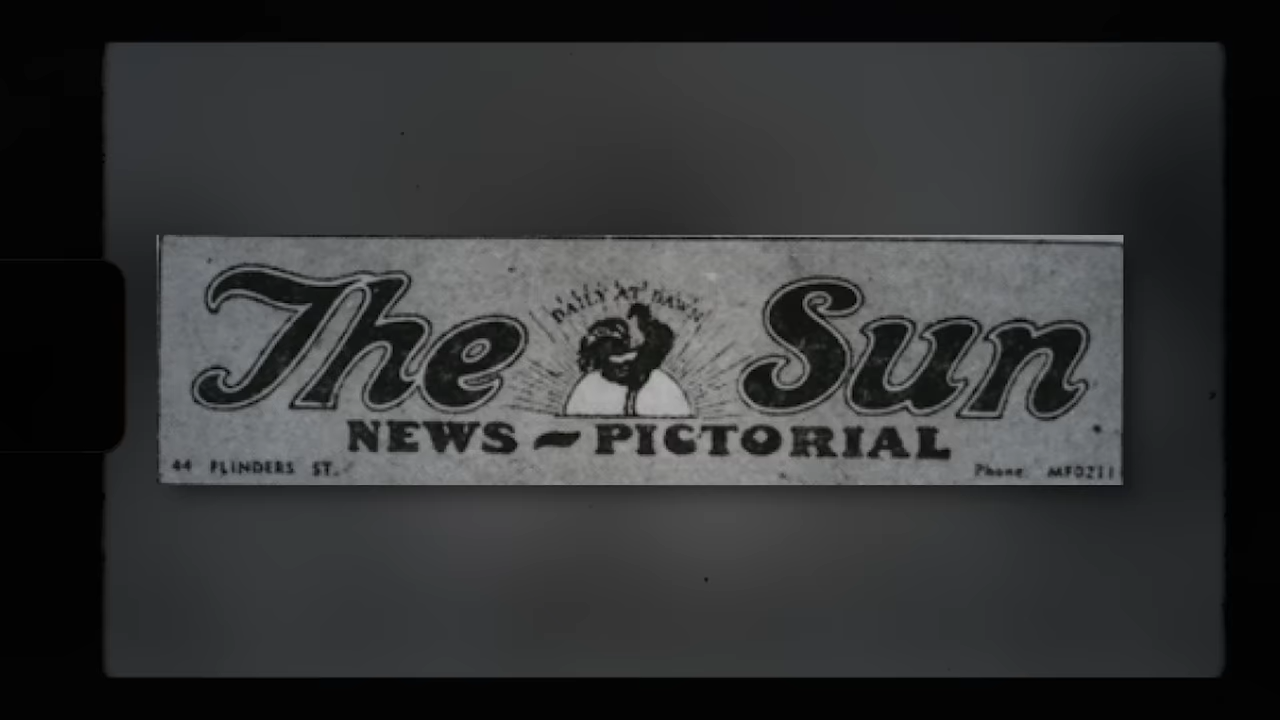 DAILY AT DAWN
The Sun
NEWS - PICTORIAL
44 FLINDERS ST.
Phone MF0211